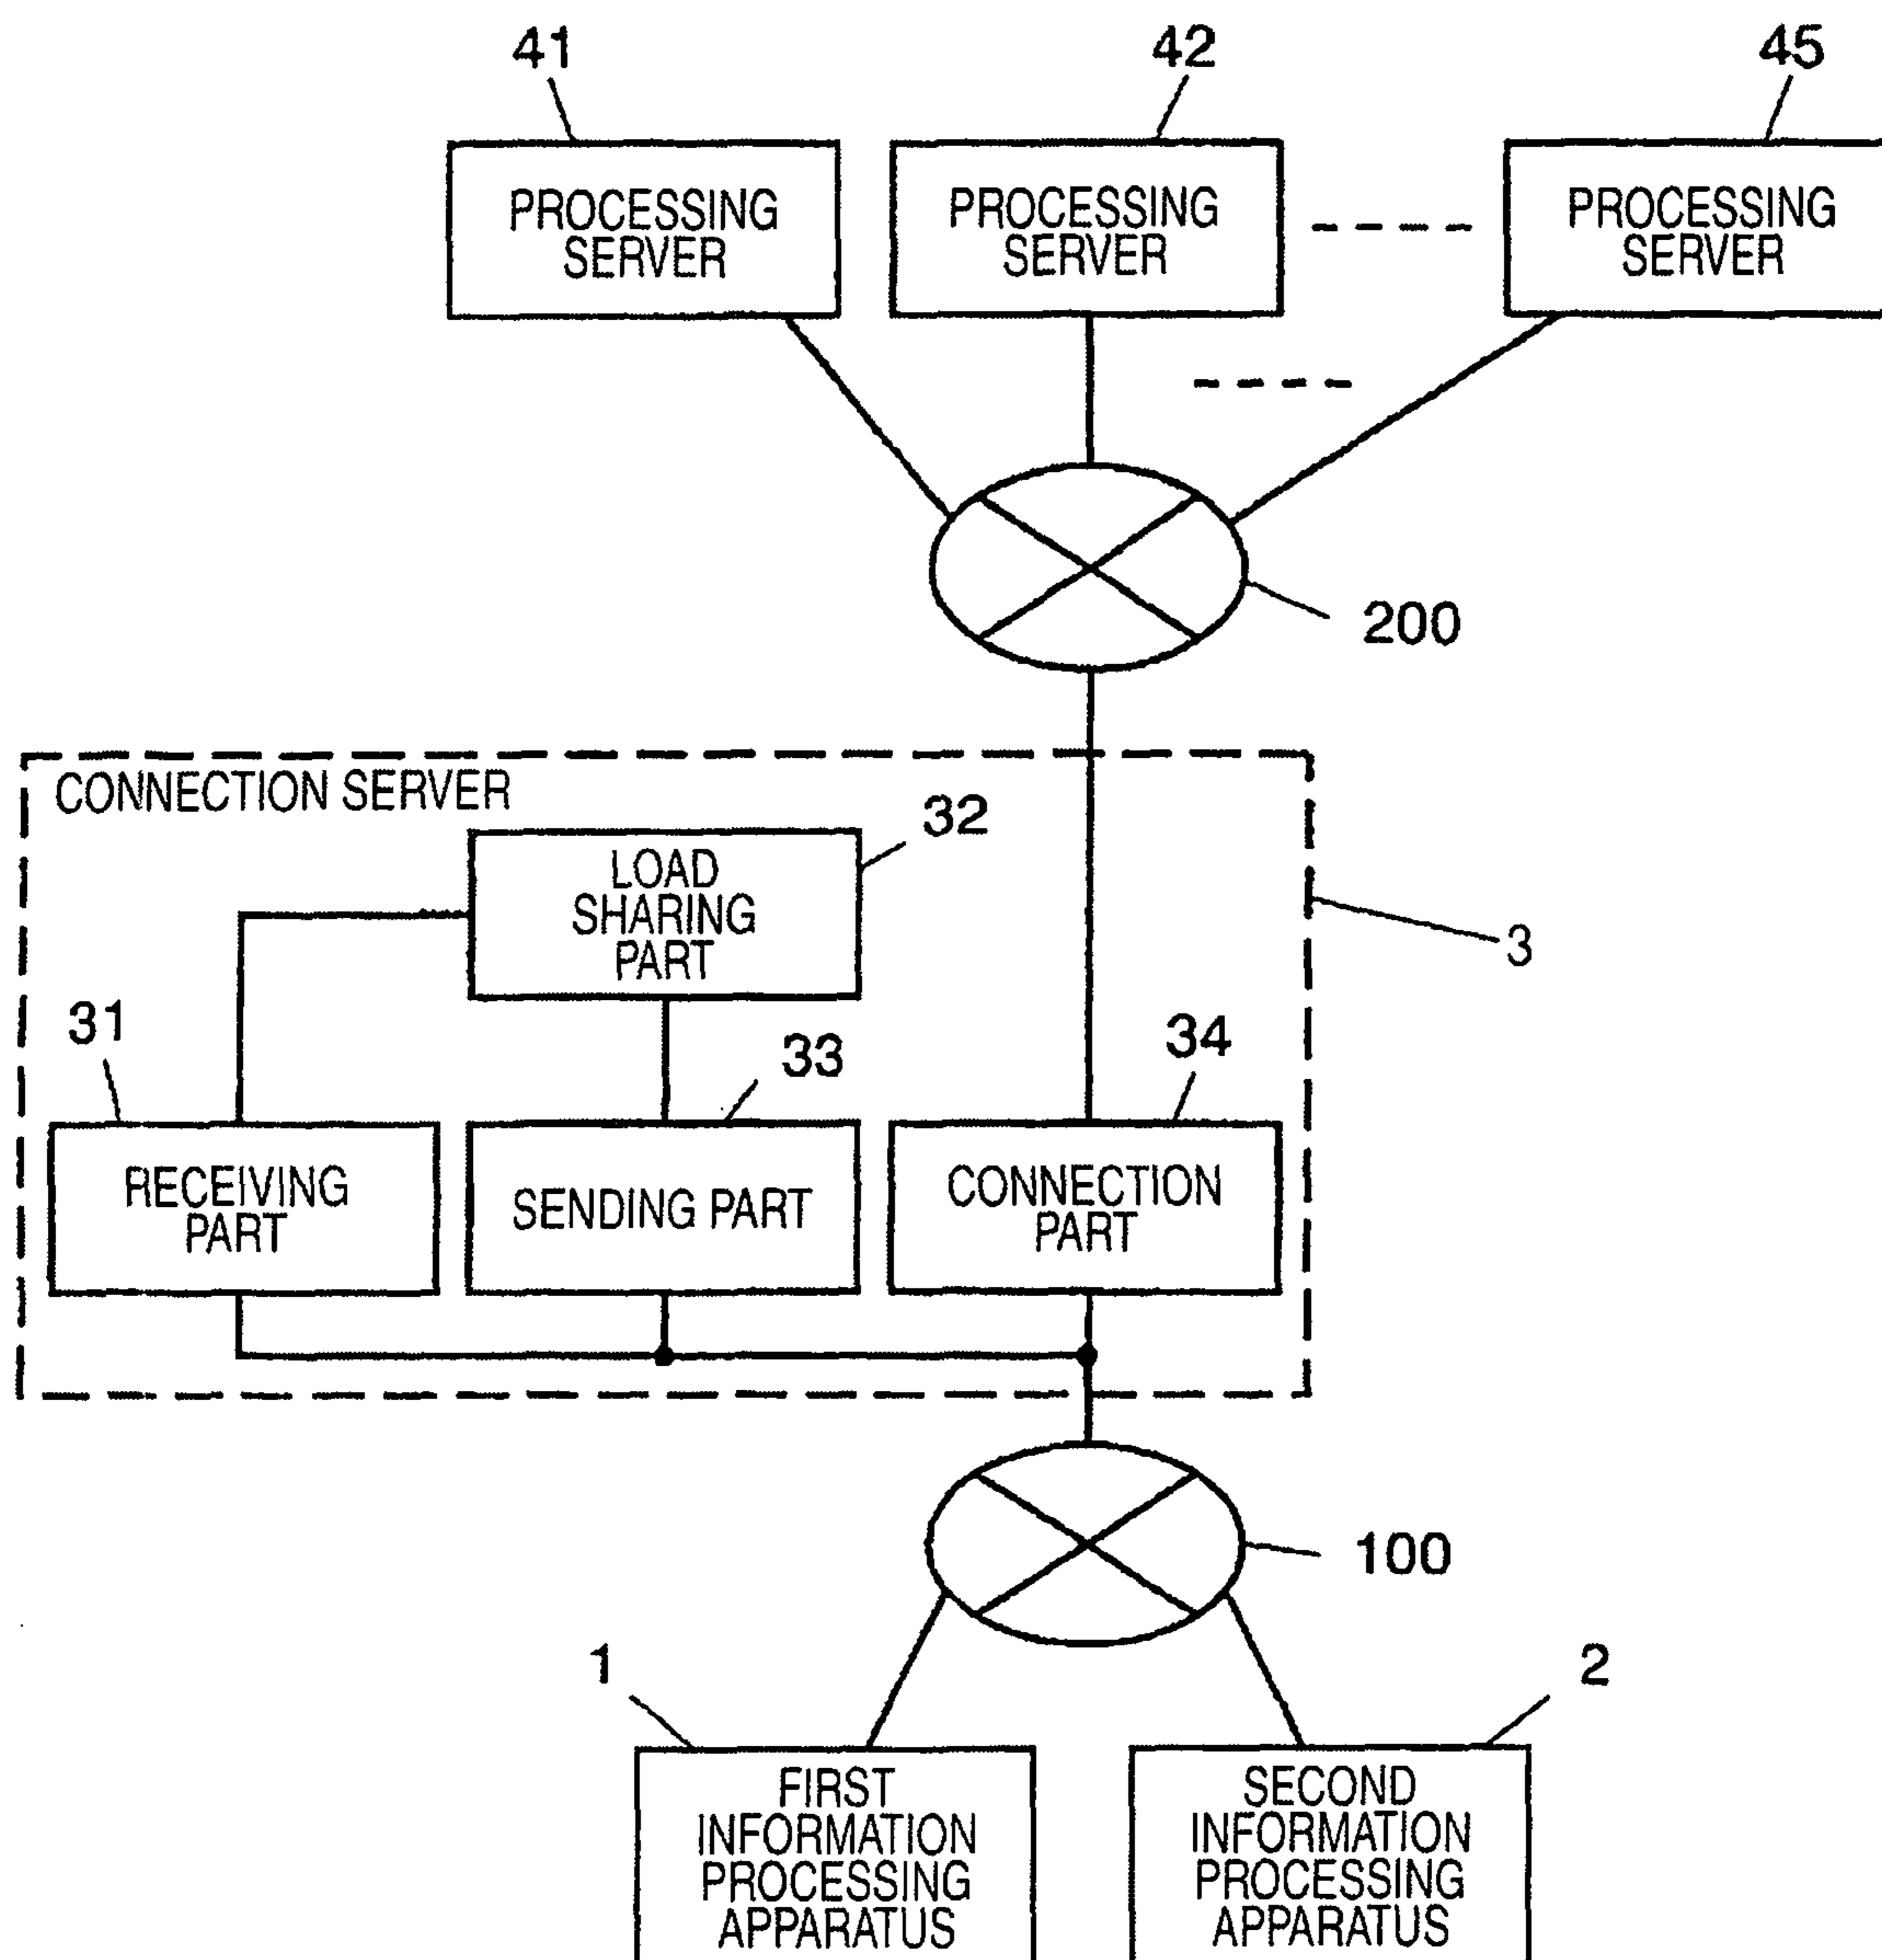 41
42
45
PROCESSING
SERVER
PROCESSING
SERVER
PROCESSING
SERVER
200
CONNECTION SERVER
32
LOAD
SHARING
PART
3
31
33
34
RECEIVING
PART
SENDING PART
CONNECTION
PART
100
1
2
FIRST
INFORMATION
PROCESSING
APPARATUS
SECOND
INFORMATION
PROCESSING
APPARATUS